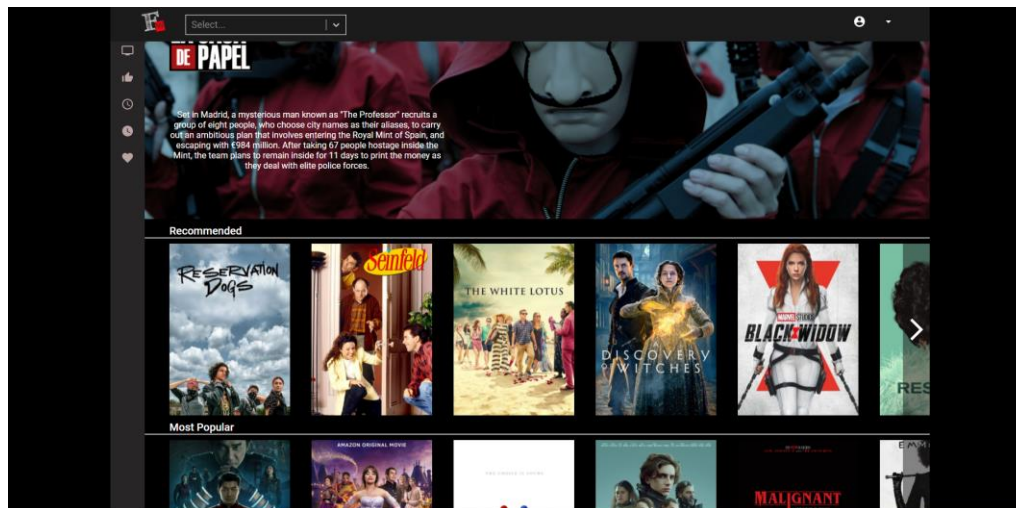 Select...
DE PAPEL
Set in Madrid, a mysterious man known as "The Professor" recruits a
group of eight people, who choose city names as their aliases, to carry
out an ambitious plan that involves entering the Royal Mint of Spain, and
escaping with €984 million. After taking 67 people hostage inside the
Mint, the team plans to remain inside for 11 days to print the money as
they deal with elite police forces.
Recommended
RESERVATION
DOGS
Seinfeld
THE WHITE LOTUS
A
DISCOVERY
OF WITCHES
MARVEL STUDIOS
BLACK WIDOW
RES
Most Popular
AMAZON ORIGINAL MOVIE
MALIGNANT
EMM